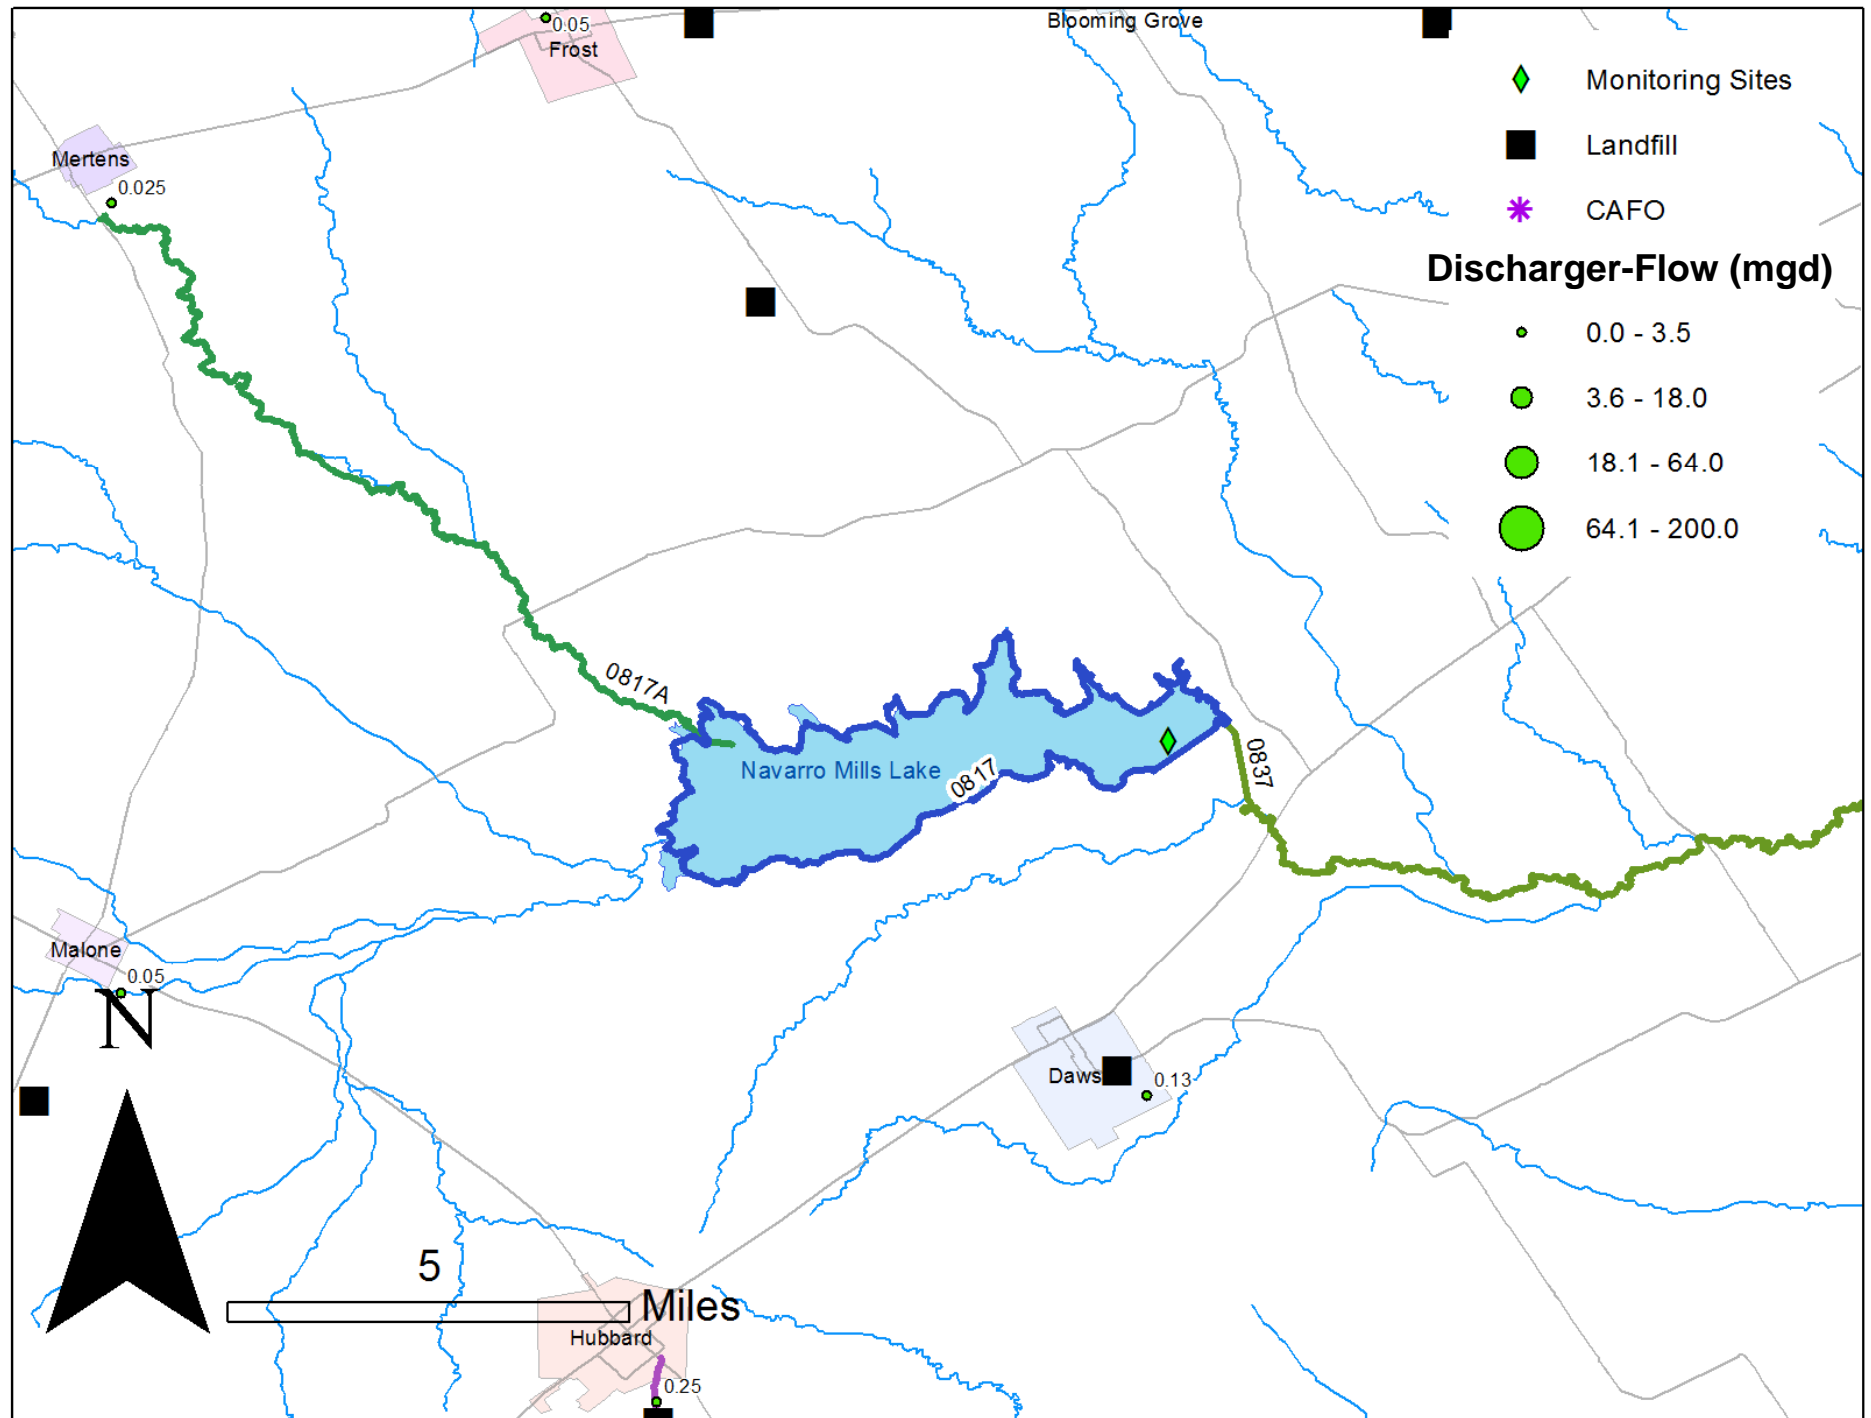 0.05
Frost
Blooming Grove
Monitoring Sites
Landfill
CAFO
Discharger-Flow (mgd)
0.0 - 3.5
3.6 - 18.0
18.1 - 64.0
64.1 - 200.0
Mertens
0.025
0817A
Navarro Mills Lake
0817
0837
Malone
0.05
N
Daws
0.13
5
Miles
Hubbard
0.25